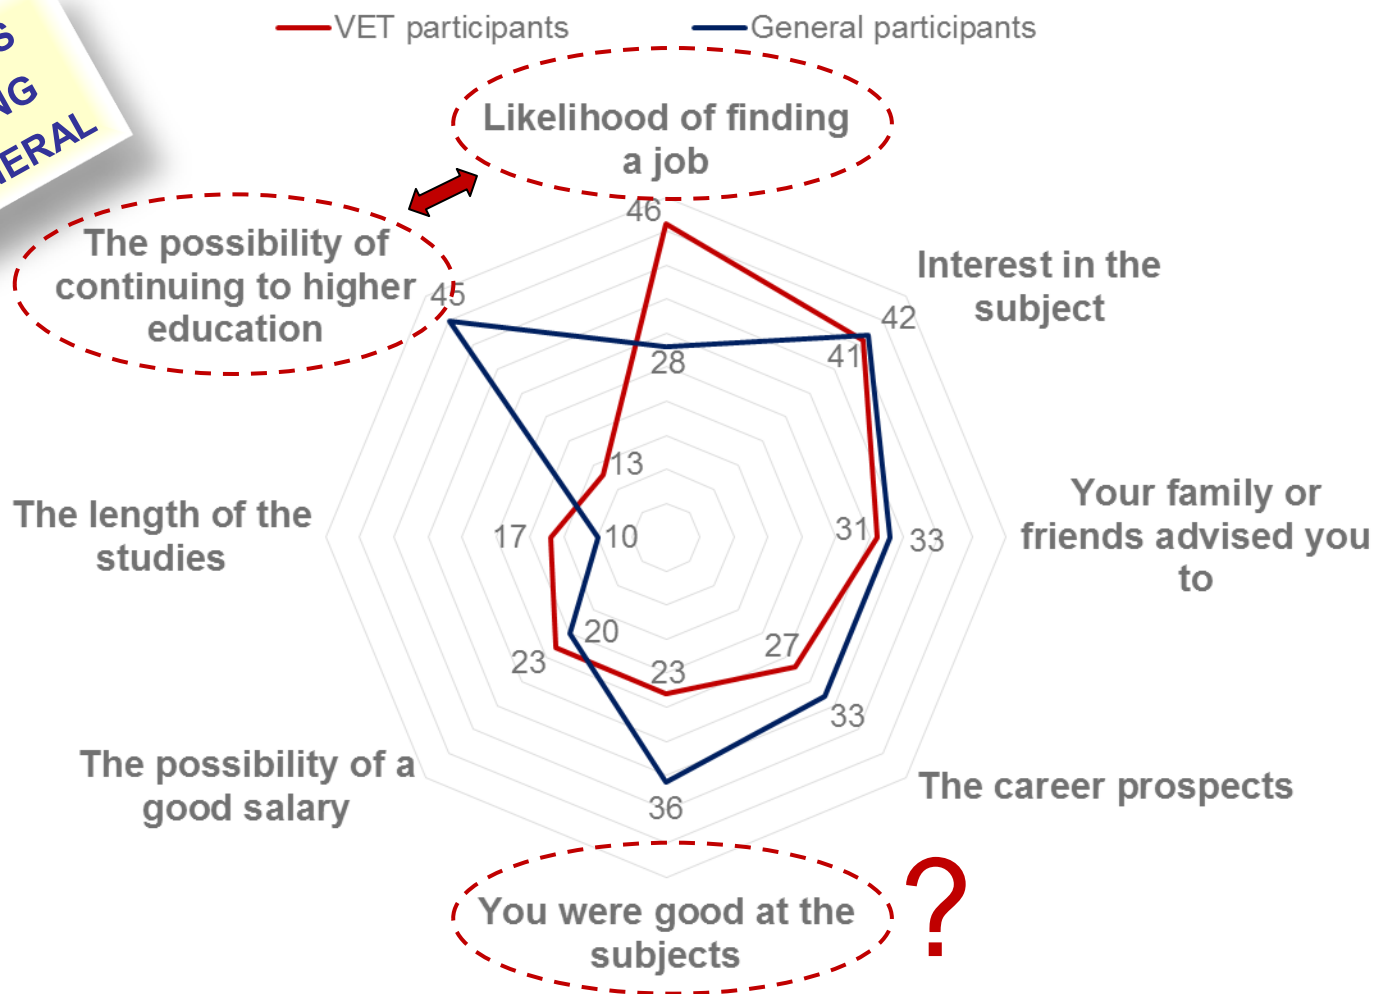 VET participants
General participants
Likelihood of finding
a job
The possibility of
continuing to higher
education
46
45
Interest in the
subject
42
41
28
13
The length of the
studies
17
10
31
33
Your family or
friends advised you
to
20
23
23
27
33
The possibility of a
good salary
The career prospects
36
You were good at the
subjects
?